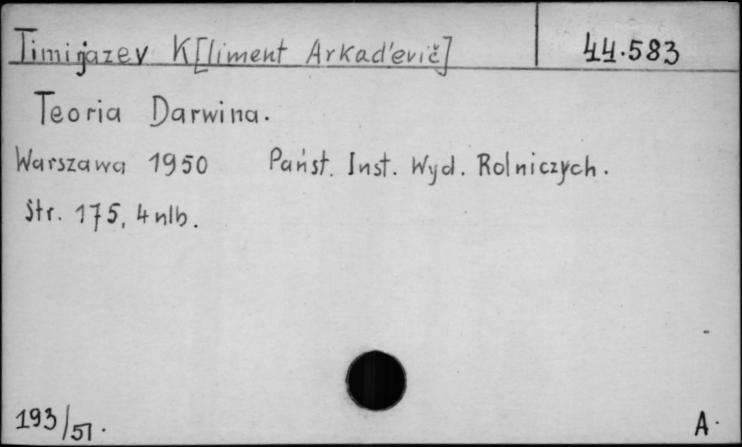 Timirjazev K[liment Arkad'evič] 44.583
Teoria Darwina.
Warszawa 1950 Państ. Inst. Wyd. Rolniczych.
Str. 175, 4 nlb.
193/51. A.